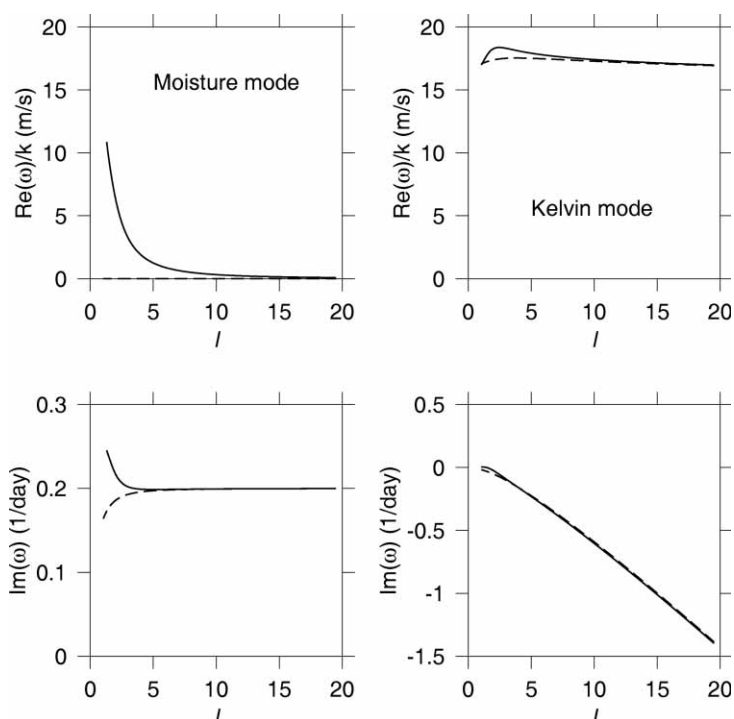 20
15
10
5
0
Re(ω)/k (m/s)
Moisture mode
0 5 10 15 20
l
20
15
10
5
0
Re(ω)/k (m/s)
Kelvin mode
0 5 10 15 20
l
0.3
0.2
0.1
0
Im(ω) (1/day)
0 5 10 15 20
l
0.5
0
-0.5
-1
-1.5
Im(ω) (1/day)
0 5 10 15 20
l